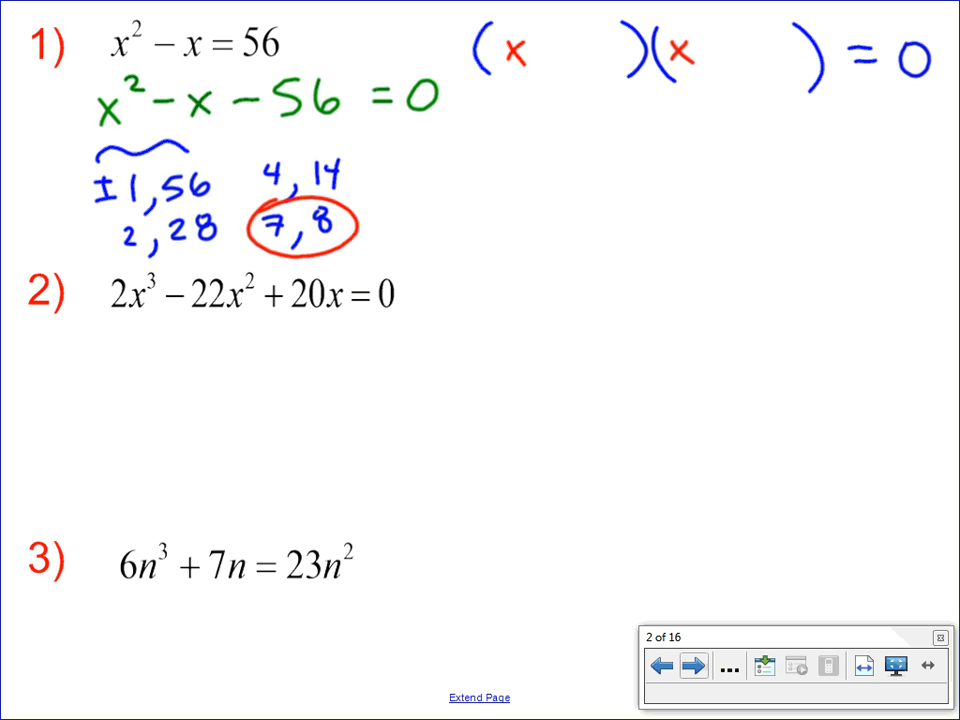 1) x² − x = 56 (x )(x ) = 0
x² − x − 56 = 0
± 1, 56 4, 14
2, 28 7, 8
2) 2x³ − 22x² + 20x = 0
3) 6n³ + 7n = 23n²
2 of 16
...
Extend Page